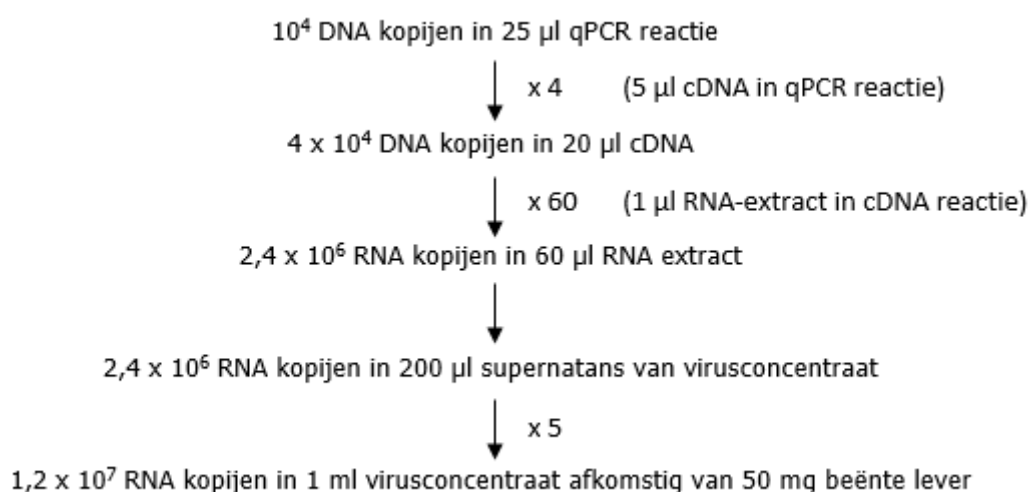 10⁴ DNA kopijen in 25 µl qPCR reactie
x 4 (5 µl cDNA in qPCR reactie)
4 x 10⁴ DNA kopijen in 20 µl cDNA
x 60 (1 µl RNA-extract in cDNA reactie)
2,4 x 10⁶ RNA kopijen in 60 µl RNA extract
2,4 x 10⁶ RNA kopijen in 200 µl supernatans van virusconcentraat
x 5
1,2 x 10⁷ RNA kopijen in 1 ml virusconcentraat afkomstig van 50 mg beënte lever